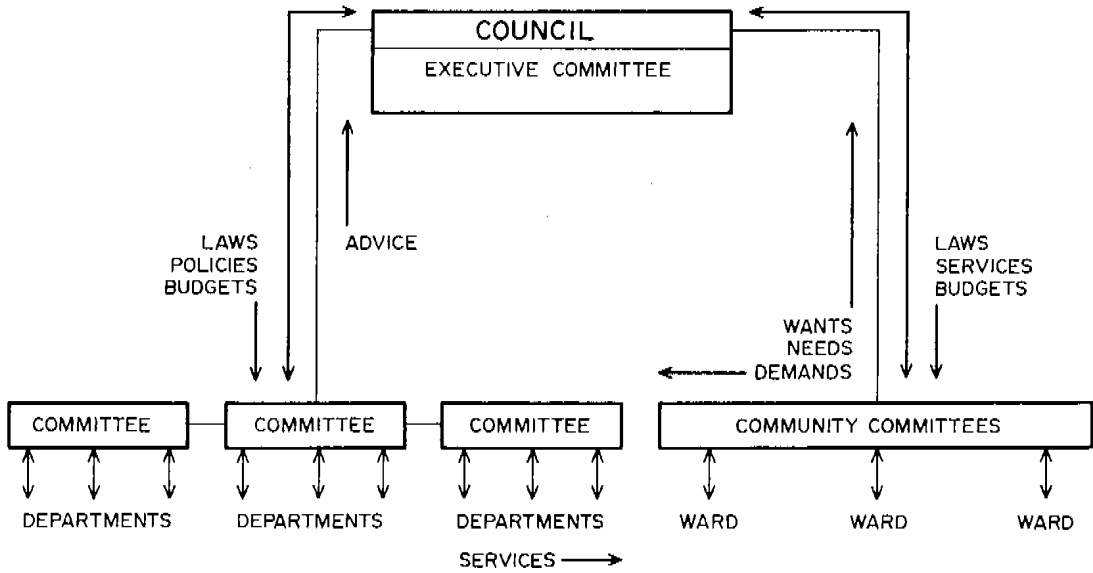 COUNCIL
EXECUTIVE COMMITTEE
LAWS
POLICIES
BUDGETS
ADVICE
WANTS
NEEDS
DEMANDS
LAWS
SERVICES
BUDGETS
COMMITTEE
COMMITTEE
COMMITTEE
COMMUNITY COMMITTEES
DEPARTMENTS
DEPARTMENTS
DEPARTMENTS
WARD
WARD
WARD
SERVICES